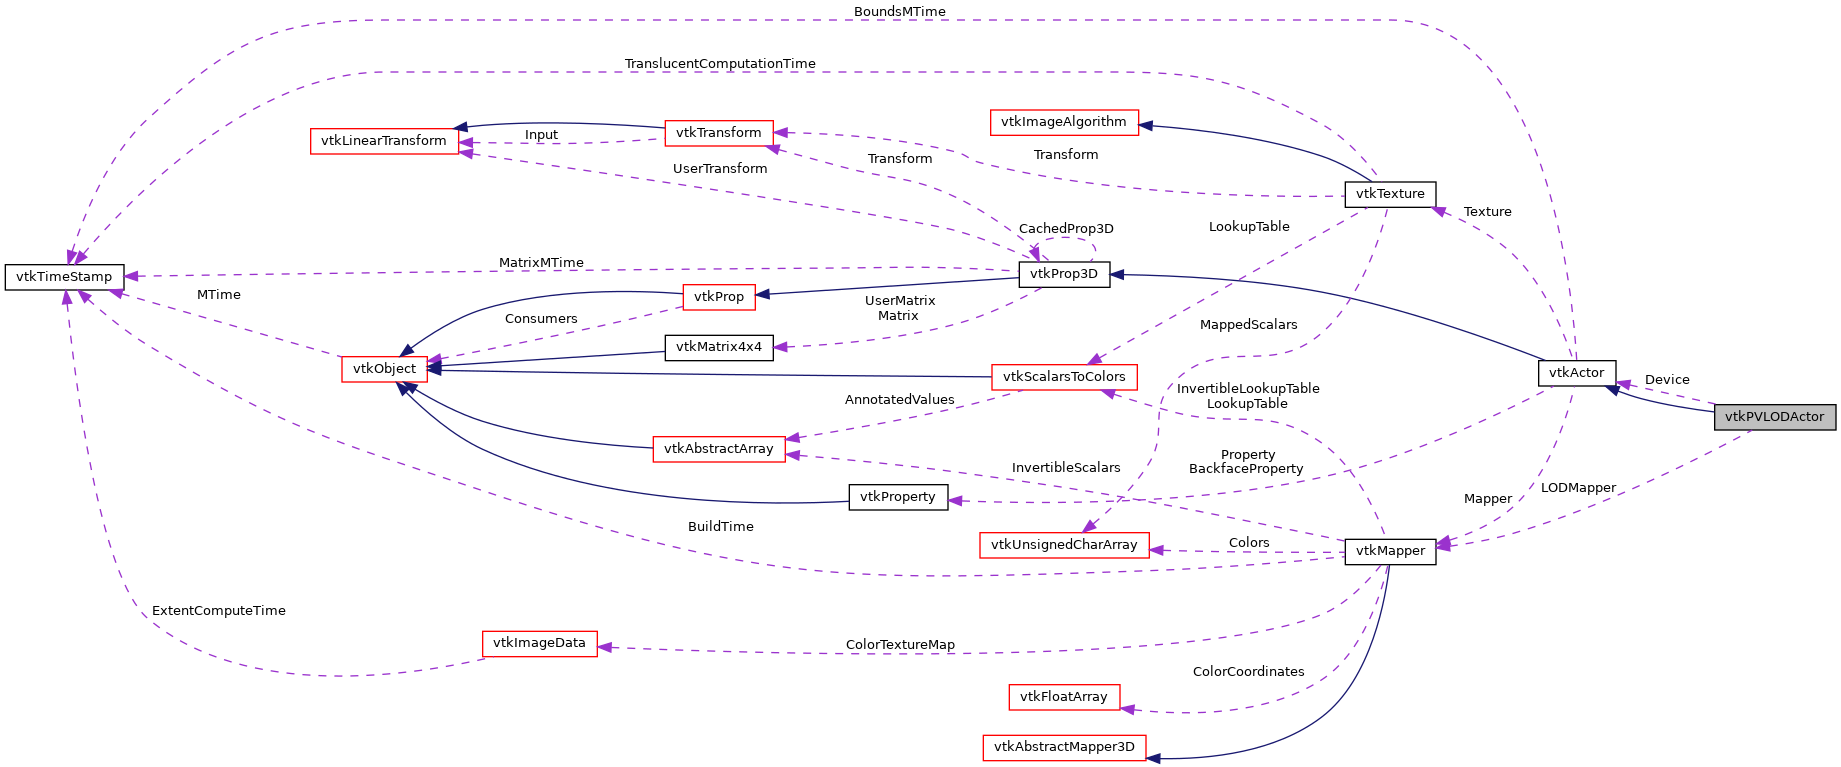 BoundsMTime
TranslucentComputationTime
vtkImageAlgorithm
vtkTransform
Input
vtkLinearTransform
Transform
Transform
UserTransform
vtkTexture
Texture
LookupTable
CachedProp3D
MatrixMTime
vtkProp3D
vtkTimeStamp
MTime
vtkProp
UserMatrix
Matrix
Consumers
MappedScalars
vtkMatrix4x4
vtkObject
vtkScalarsToColors
vtkActor
Device
InvertibleLookupTable
LookupTable
AnnotatedValues
vtkPVLODActor
vtkAbstractArray
Property
BackfaceProperty
InvertibleScalars
LODMapper
vtkProperty
Mapper
BuildTime
vtkUnsignedCharArray
Colors
vtkMapper
ExtentComputeTime
vtkImageData
ColorTextureMap
ColorCoordinates
vtkFloatArray
vtkAbstractMapper3D